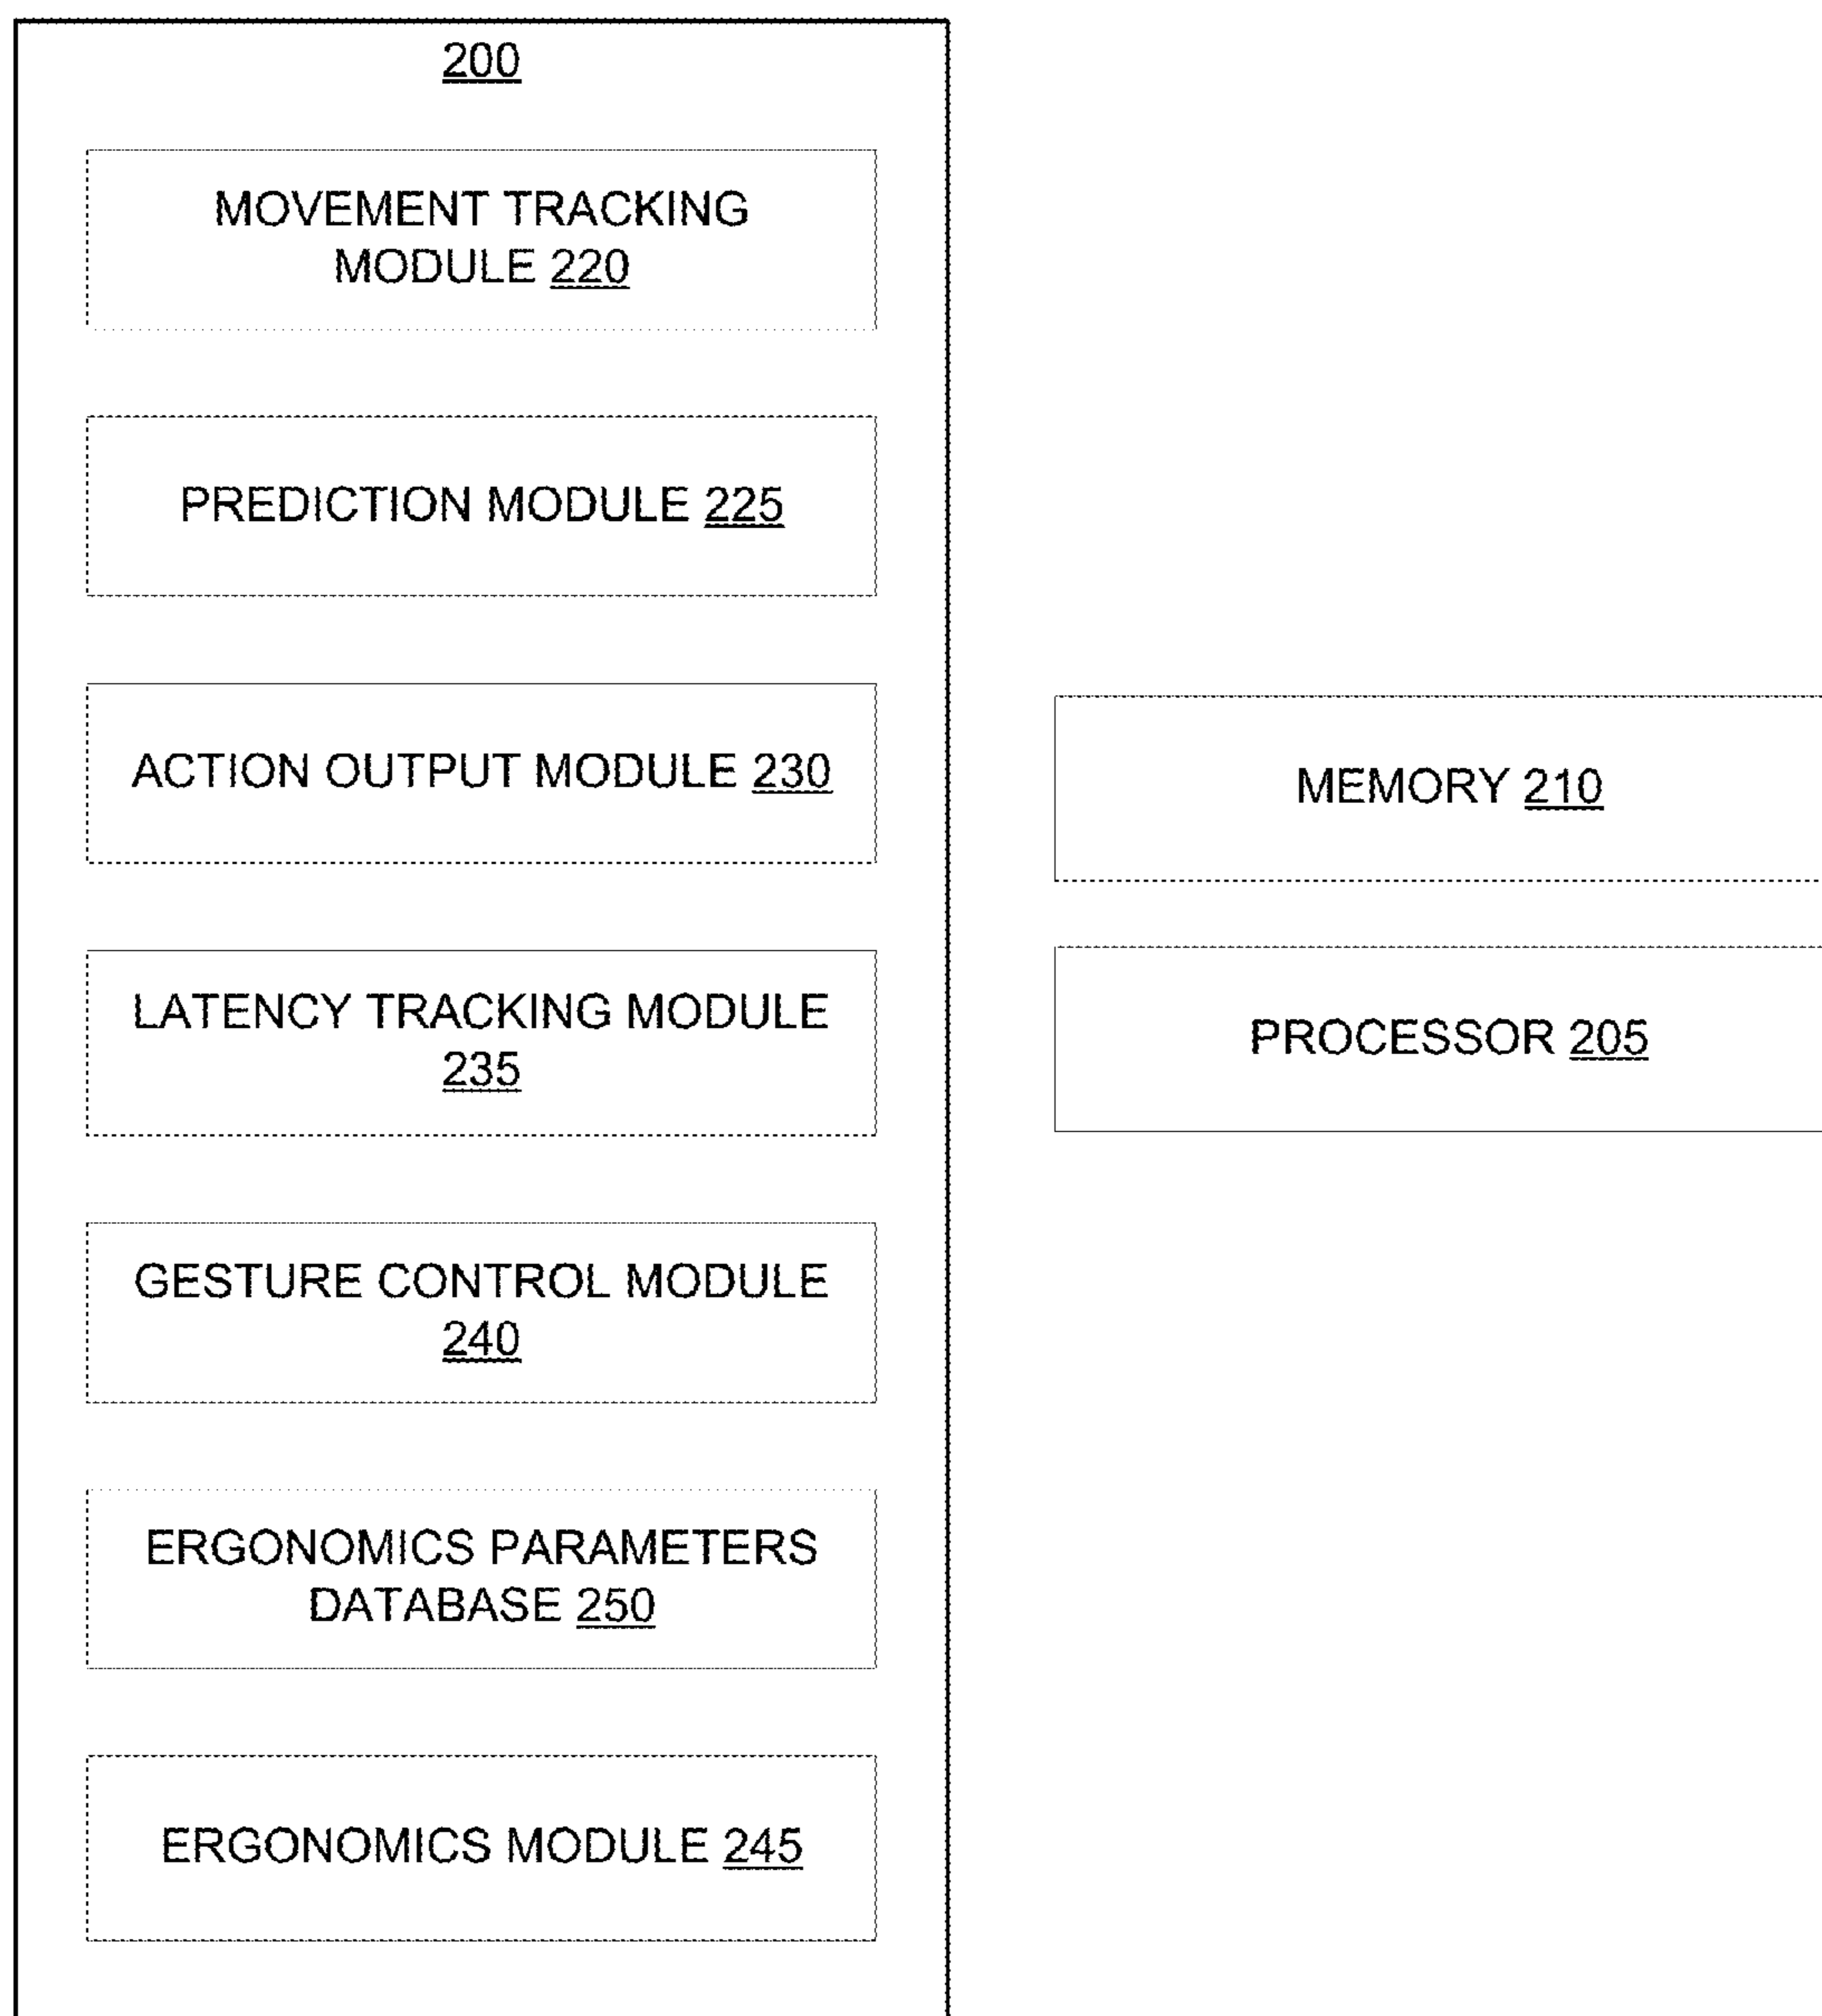 200
MOVEMENT TRACKING
MODULE 220
PREDICTION MODULE 225
ACTION OUTPUT MODULE 230
LATENCY TRACKING MODULE
235
GESTURE CONTROL MODULE
240
ERGONOMICS PARAMETERS
DATABASE 250
ERGONOMICS MODULE 245
MEMORY 210
PROCESSOR 205